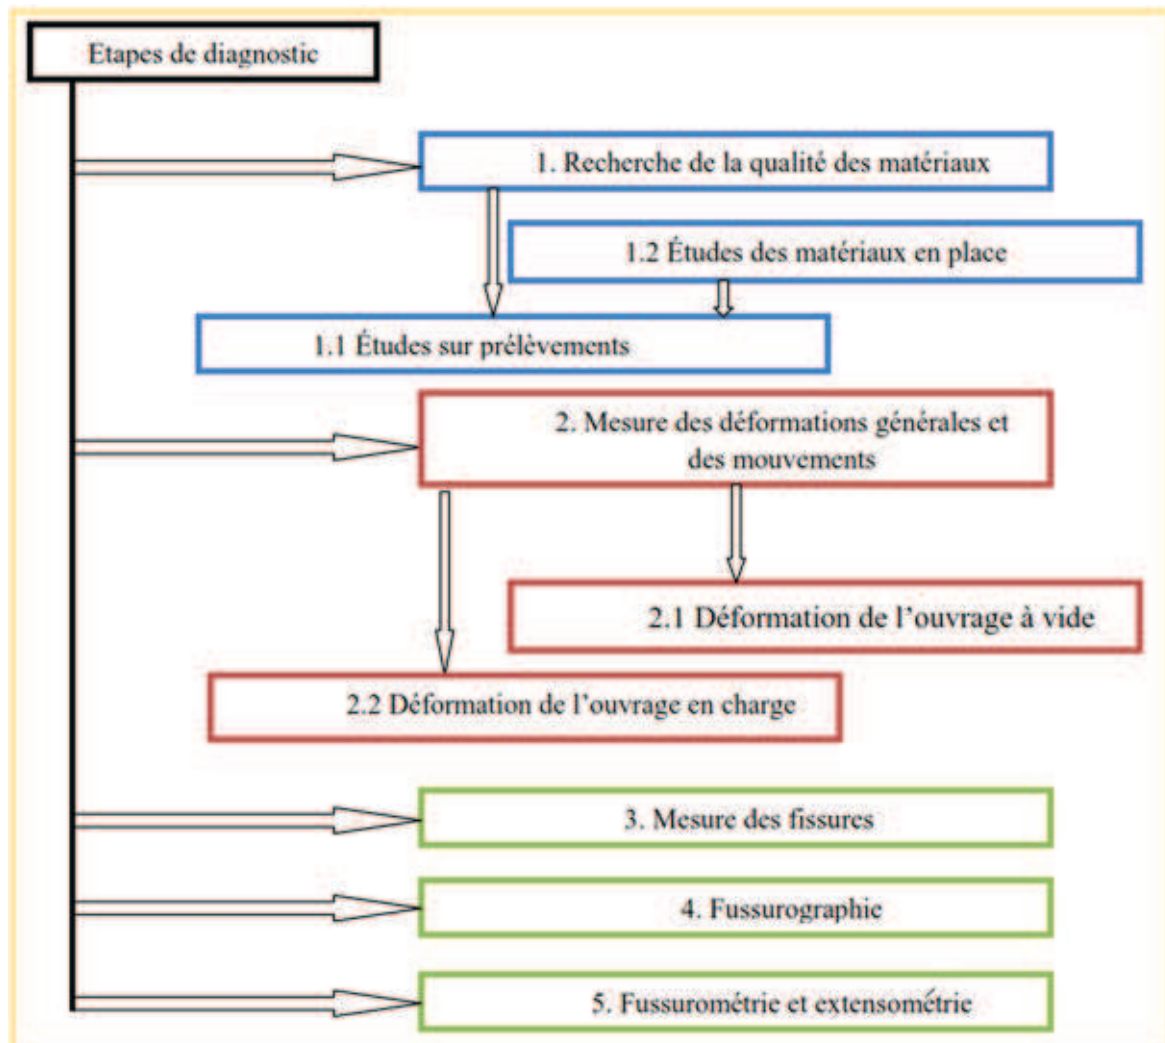 Etapes de diagnostic
1. Recherche de la qualité des matériaux
1.2 Études des matériaux en place
1.1 Études sur prélèvements
2. Mesure des déformations générales et
des mouvements
2.1 Déformation de l’ouvrage à vide
2.2 Déformation de l’ouvrage en charge
3. Mesure des fissures
4. Fussurographie
5. Fussurométrie et extensométrie